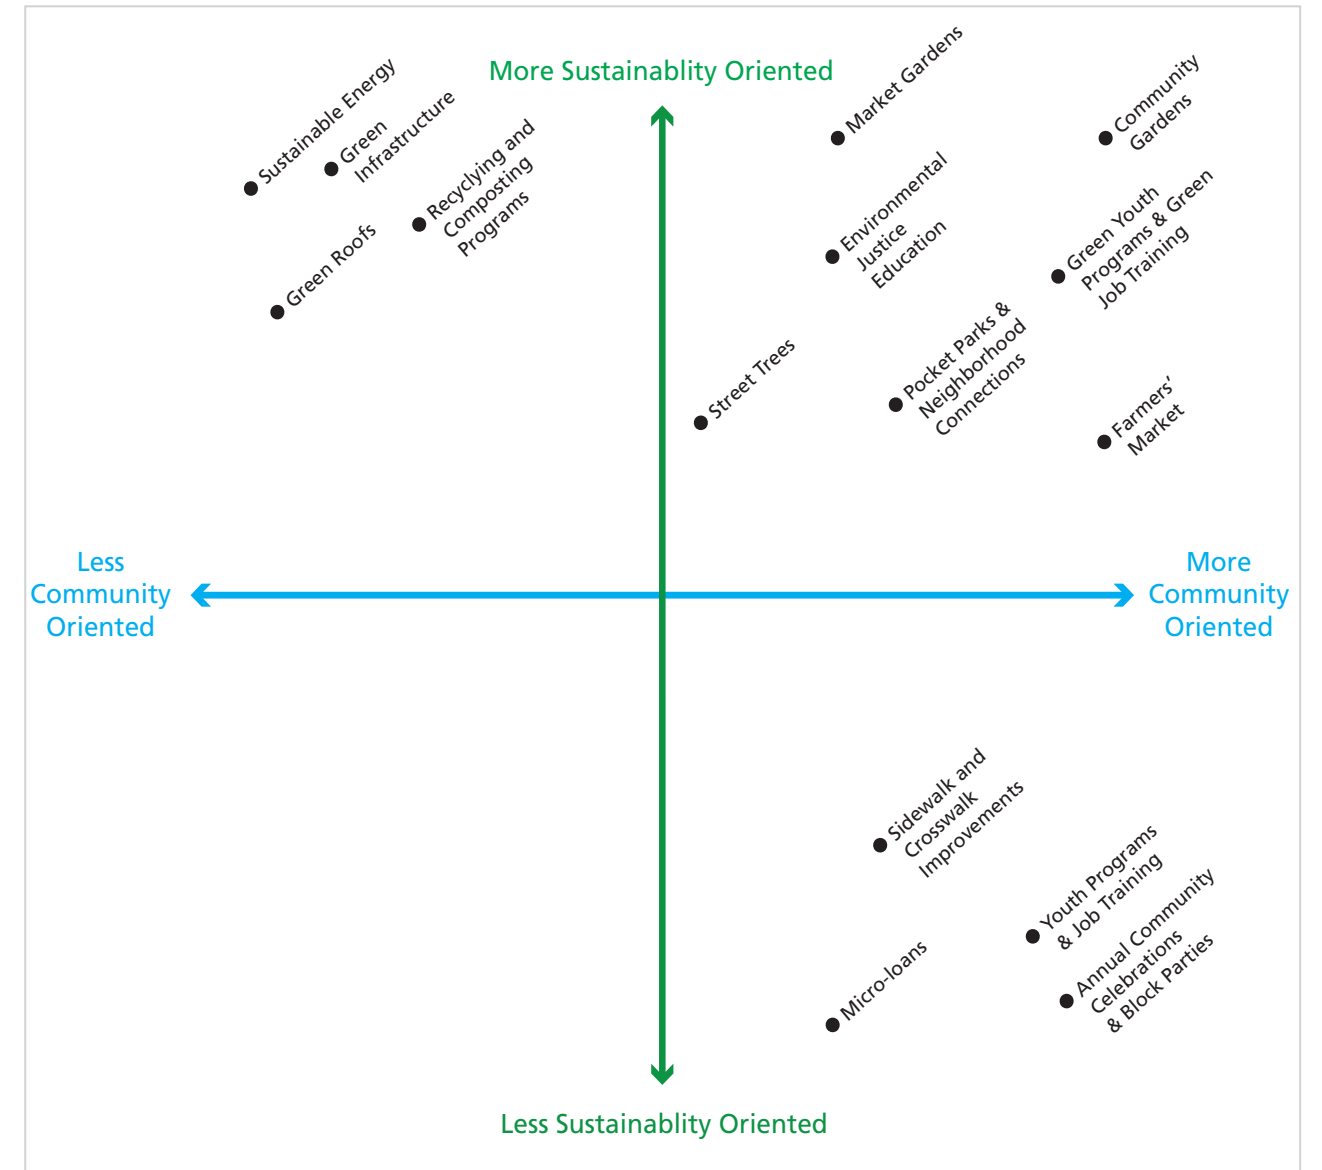 More Sustainablity Oriented
Sustainable Energy
Green
Infrastructure
Recyclying and
Composting
Programs
Green Roofs
Market Gardens
Community
Gardens
Environmental
Justice
Education
Green Youth
Programs & Green
Job Training
Street Trees
Pocket Parks &
Neighborhood
Connections
Farmers’
Market
Less
Community
Oriented
More
Community
Oriented
Sidewalk and
Crosswalk
Improvements
Youth Programs
& Job Training
Annual Community
Celebrations
& Block Parties
Micro-loans
Less Sustainablity Oriented